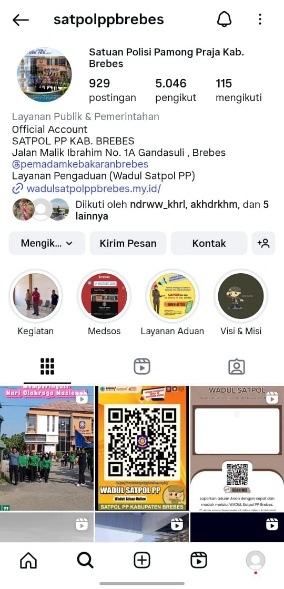 satpolppbrebes
Satuan Polisi Pamong Praja Kab.
Brebes
929
5.046
115
postingan
pengikut
mengikuti
Layanan Publik & Pemerintahan
Official Account
SATPOL PP KAB. BREBES
Jalan Malik Ibrahim No. 1A Gandasuli , Brebes
@pemadamkebakaranbrebes
Layanan Pengaduan (Wadul Satpol PP)
wadulsatpolppbrebes.my.id/
Diikuti oleh ndrww_khrl, akhdrkhm, dan 5
lainnya
Mengik...
Kirim Pesan
Kontak
Kegiatan
Medsos
Layanan Aduan
Visi & Misi
Hari Olahraga Nasional
WADUL SATPOL PP
Wadul Aduan Online
SATPOL PP KABUPATEN BREBES
WADUL SATPOL